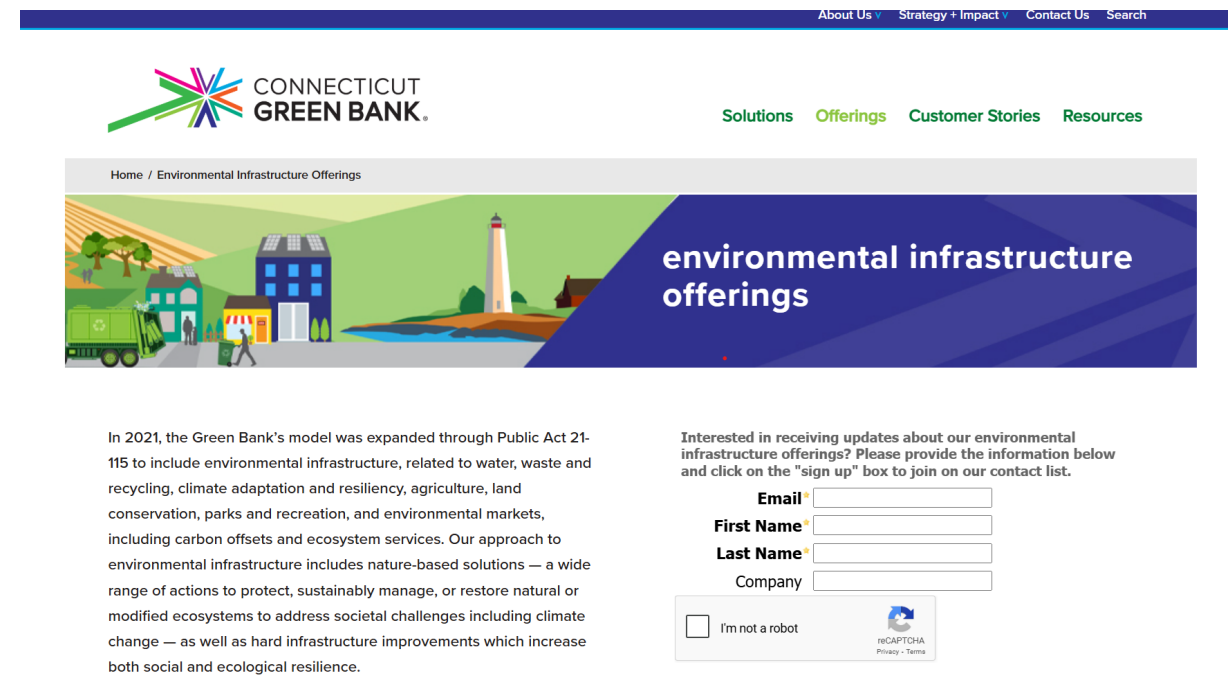 About Us v Strategy + Impact v Contact Us Search
CONNECTICUT
GREEN BANK®
Solutions Offerings Customer Stories Resources
Home / Environmental Infrastructure Offerings
environmental infrastructure
offerings
In 2021, the Green Bank's model was expanded through Public Act 21-
115 to include environmental infrastructure, related to water, waste and
recycling, climate adaptation and resiliency, agriculture, land
conservation, parks and recreation, and environmental markets,
including carbon offsets and ecosystem services. Our approach to
environmental infrastructure includes nature-based solutions — a wide
range of actions to protect, sustainably manage, or restore natural or
modified ecosystems to address societal challenges including climate
change — as well as hard infrastructure improvements which increase
both social and ecological resilience.
Interested in receiving updates about our environmental
infrastructure offerings? Please provide the information below
and click on the "sign up" box to join on our contact list.
Email*
First Name*
Last Name*
Company
I'm not a robot
reCAPTCHA
Privacy - Terms